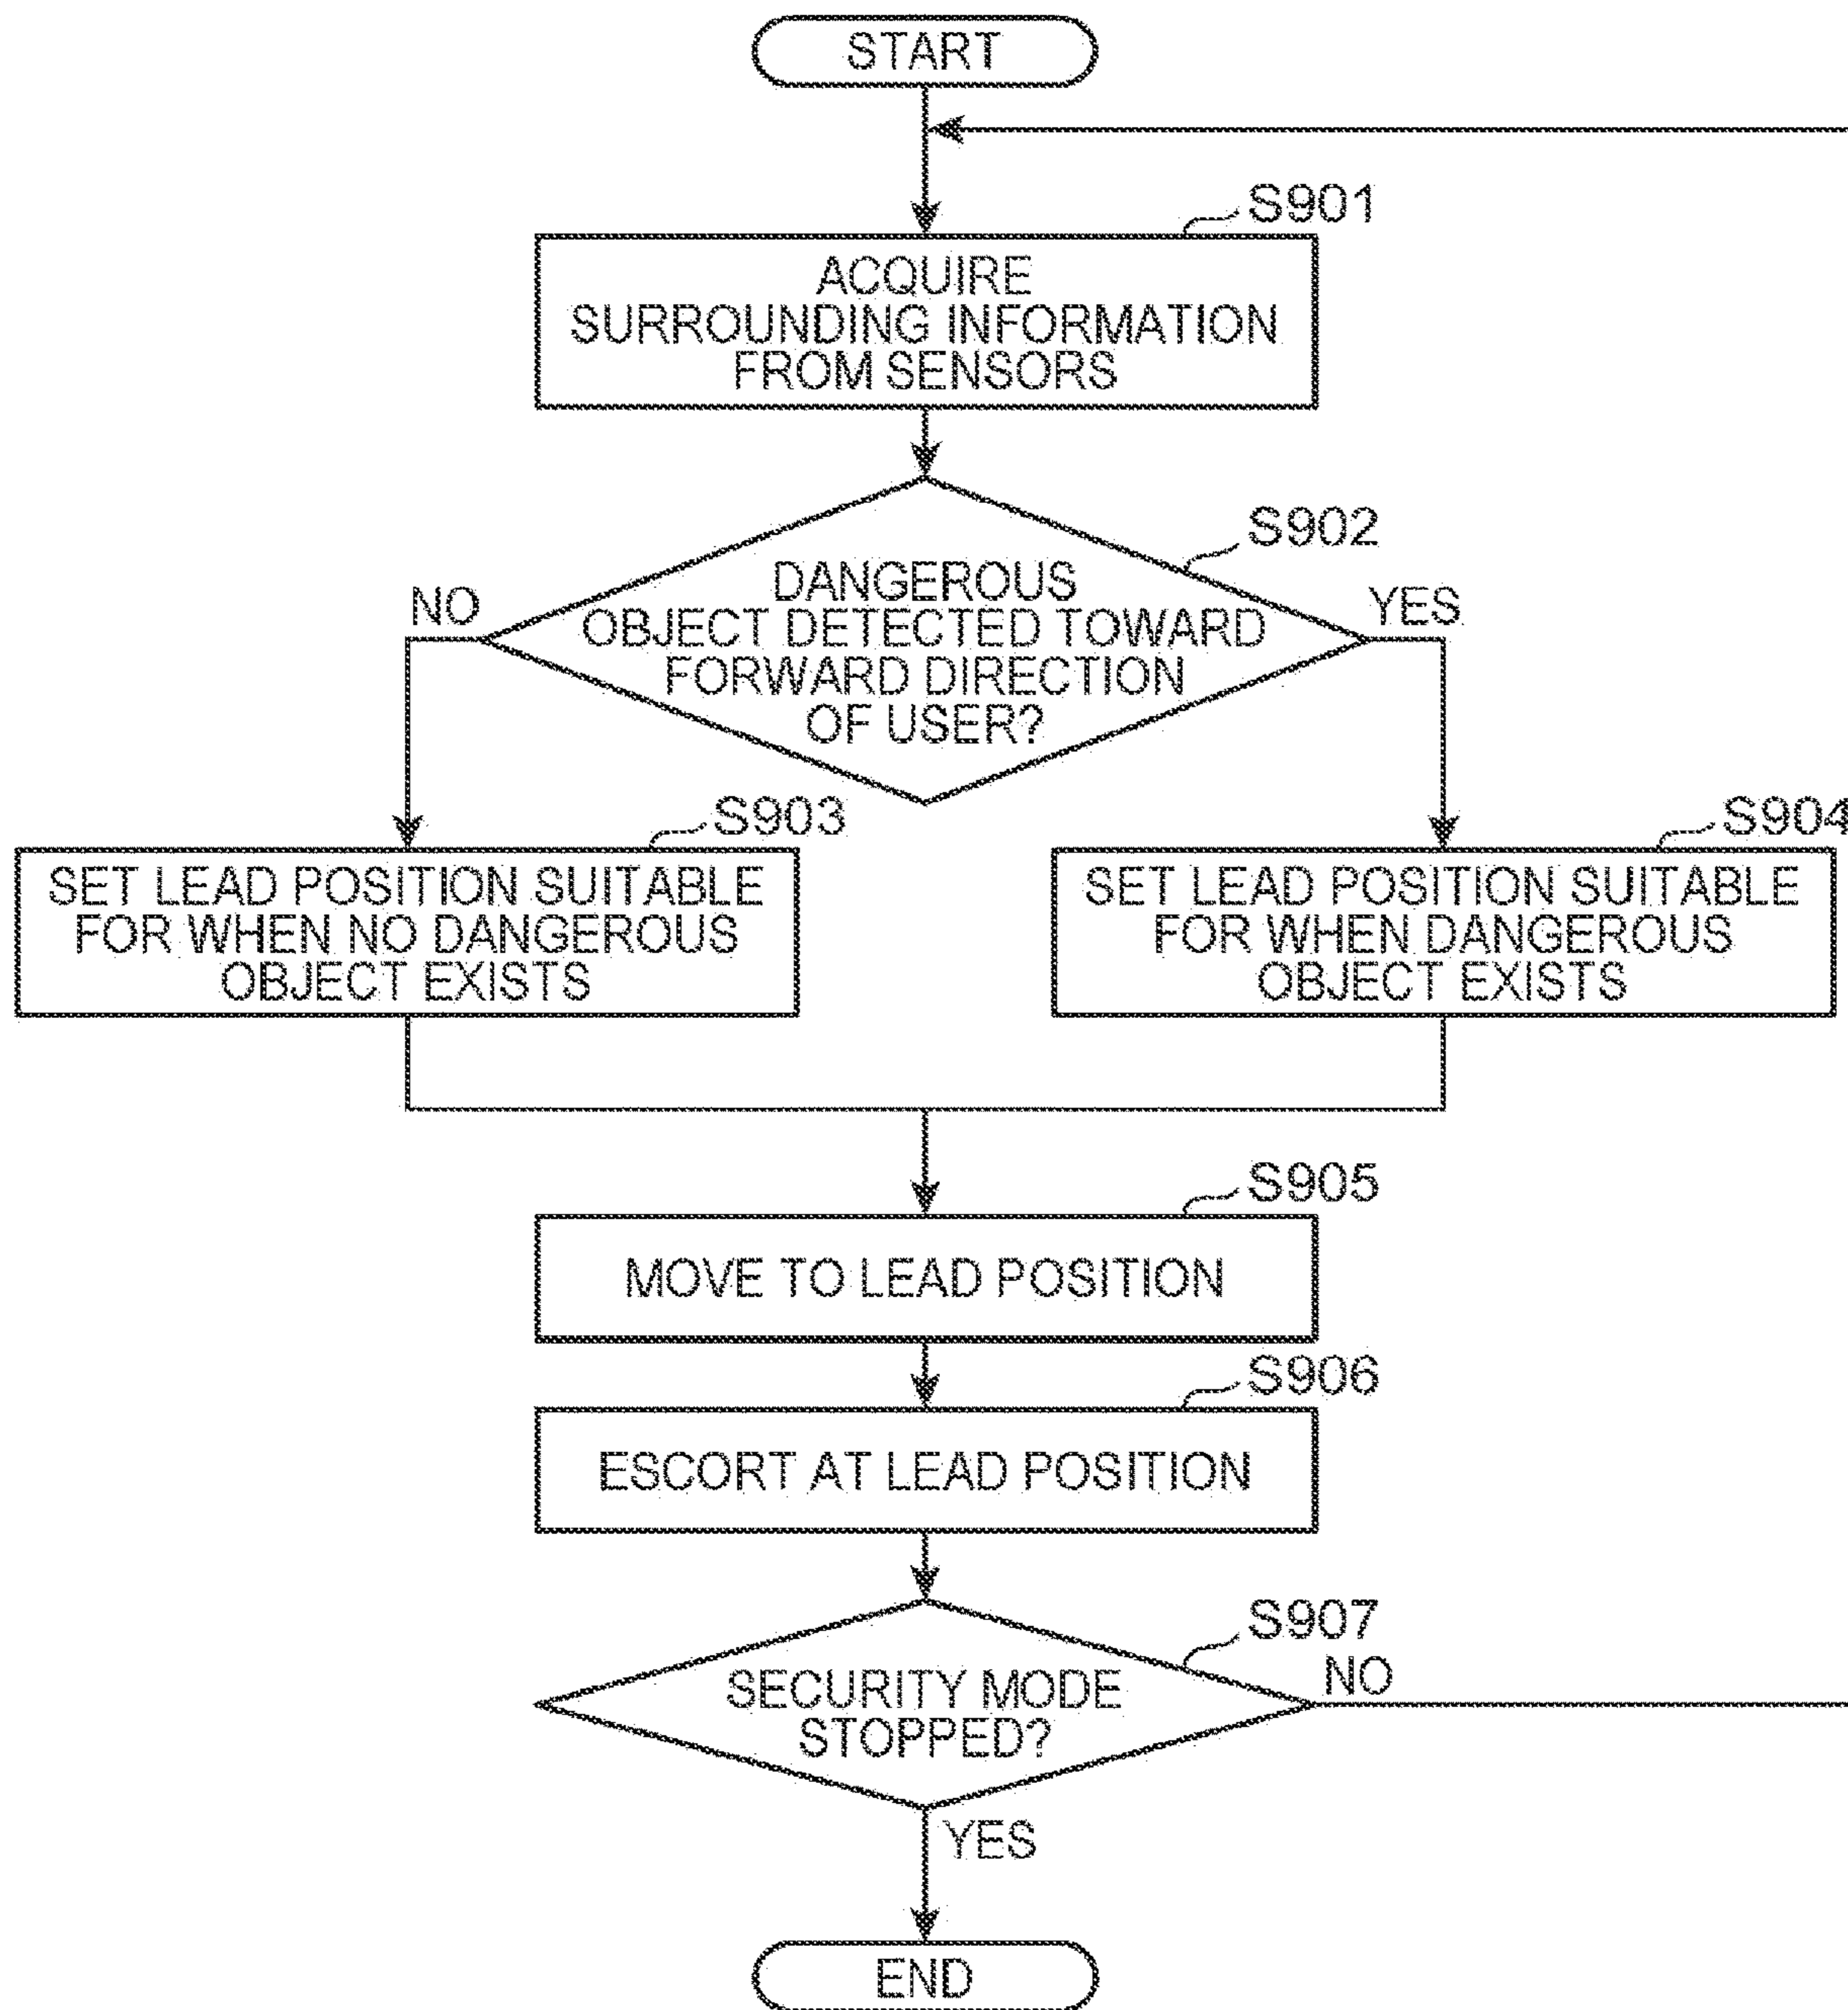 START
S901
ACQUIRE
SURROUNDING INFORMATION
FROM SENSORS
S902
DANGEROUS
OBJECT DETECTED TOWARD
FORWARD DIRECTION
OF USER?
NO
YES
S903
SET LEAD POSITION SUITABLE
FOR WHEN NO DANGEROUS
OBJECT EXISTS
S904
SET LEAD POSITION SUITABLE
FOR WHEN DANGEROUS
OBJECT EXISTS
S905
MOVE TO LEAD POSITION
S906
ESCORT AT LEAD POSITION
S907
SECURITY MODE
STOPPED?
NO
YES
END